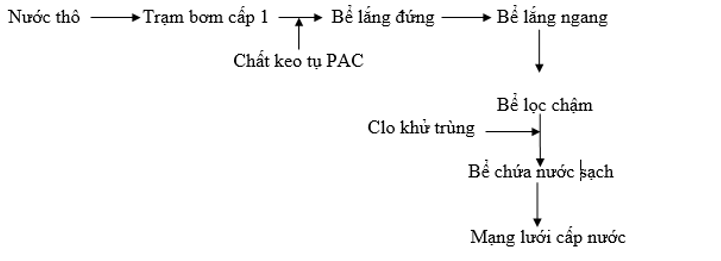 Nước thô Trạm bơm cấp 1 Bể lắng đứng Bể lắng ngang
Chất keo tụ PAC
Bể lọc chậm
Clo khử trùng
Bể chứa nước sạch
Mạng lưới cấp nước